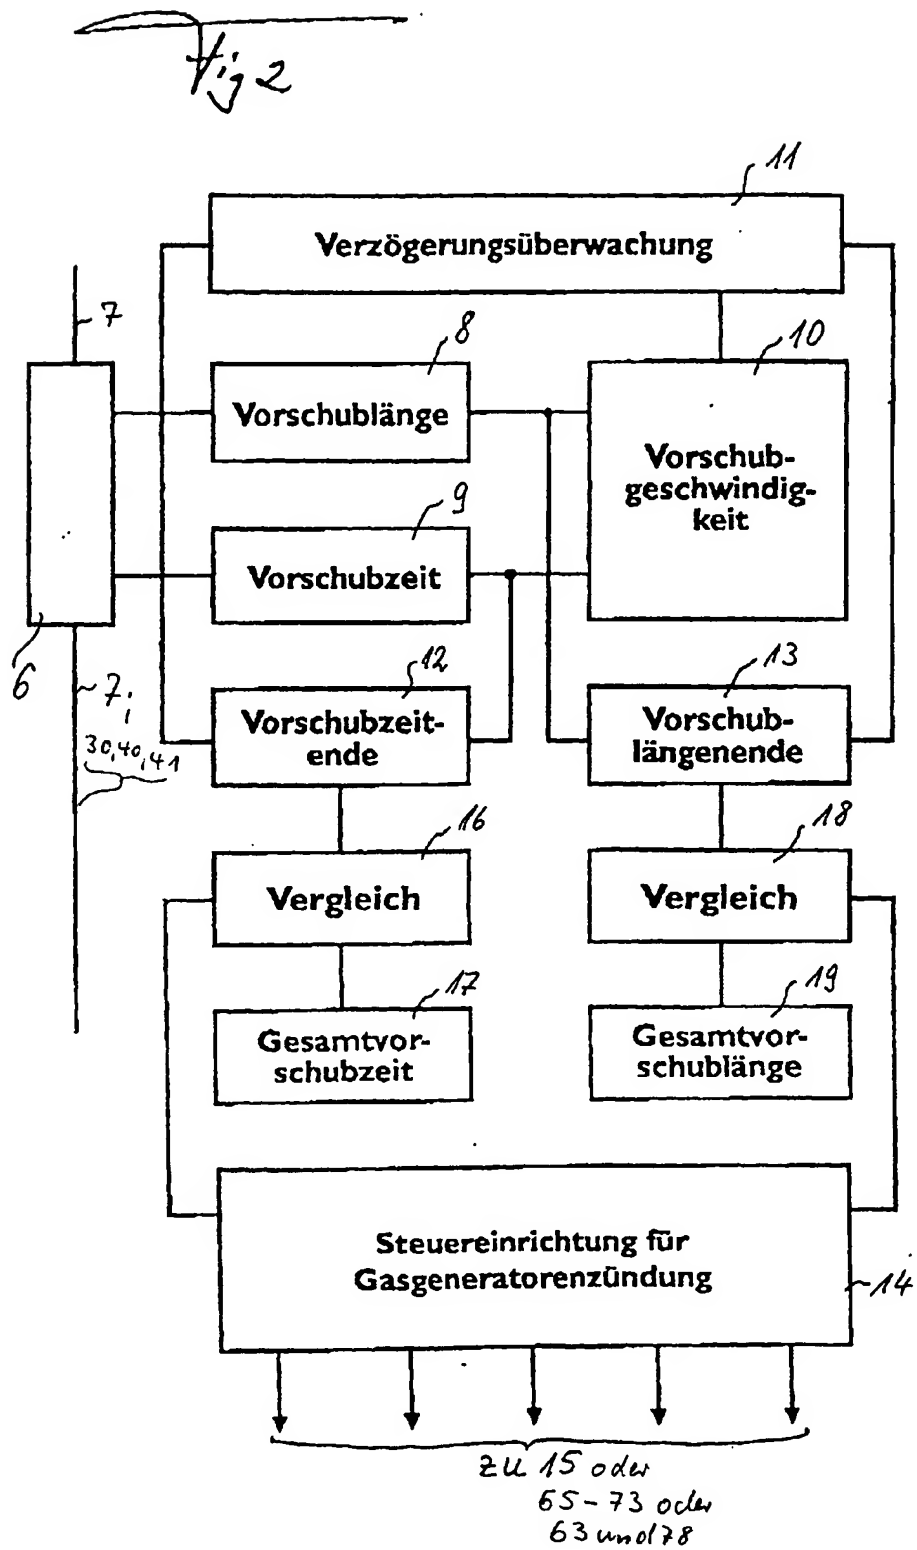 Fig 2
11
Verzögerungsüberwachung
7
8
Vorschublänge
10
Vorschub-
geschwindig-
keit
9
Vorschubzeit
6
7;
30,40,41
12
Vorschubzeit-
ende
13
Vorschub-
längenende
16
Vergleich
18
Vergleich
17
Gesamtvor-
schubzeit
19
Gesamtvor-
schublänge
Steuereinrichtung für
Gasgeneratorenzündung
14
zu 15 oder
65-73 oder
63 und 78